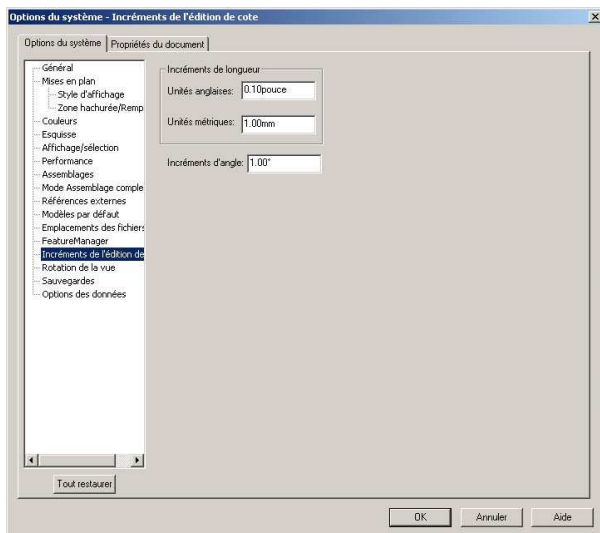 Options du système - Incréments de l'édition de cote
Options du système
Propriétés du document
Général
Mises en plan
Style d'affichage
Zone hachurée/Remp
Couleurs
Esquisse
Affichage/sélection
Performance
Assemblages
Mode Assemblage comple
Références externes
Modèles par défaut
Emplacements des fichiers
FeatureManager
Incréments de l'édition de
Rotation de la vue
Sauvegardes
Options des données
Tout restaurer
Incréments de longueur
Unités anglaises: 0.10pouce
Unités métriques: 1.00mm
Incréments d'angle: 1.00°
OK
Annuler
Aide